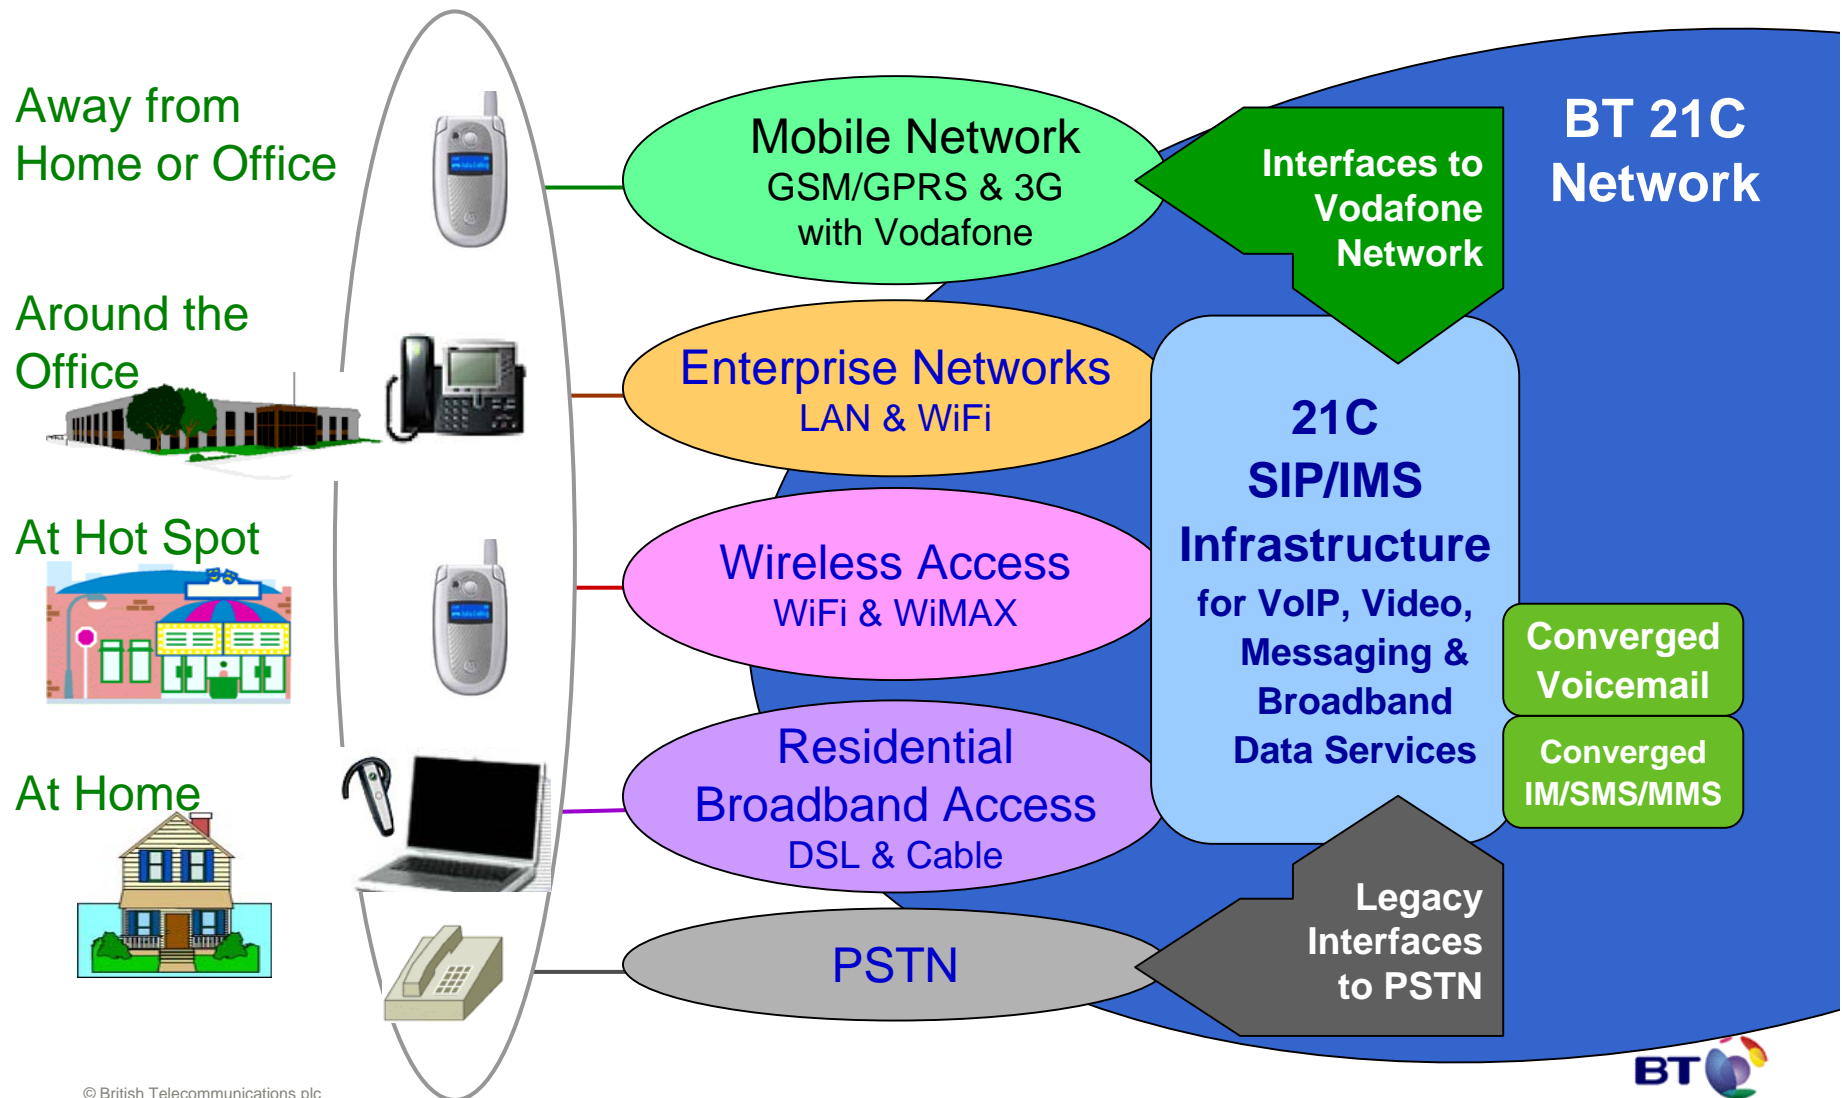 Away from
Home or Office
Around the
Office
At Hot Spot
At Home
Mobile Network
GSM/GPRS & 3G
with Vodafone
Enterprise Networks
LAN & WiFi
Wireless Access
WiFi & WiMAX
Residential
Broadband Access
DSL & Cable
PSTN
Interfaces to
Vodafone
Network
BT 21C
Network
21C
SIP/IMS
Infrastructure
for VoIP, Video,
Messaging &
Broadband
Data Services
Converged
Voicemail
Converged
IM/SMS/MMS
Legacy
Interfaces
to PSTN
BT
© British Telecommunications plc